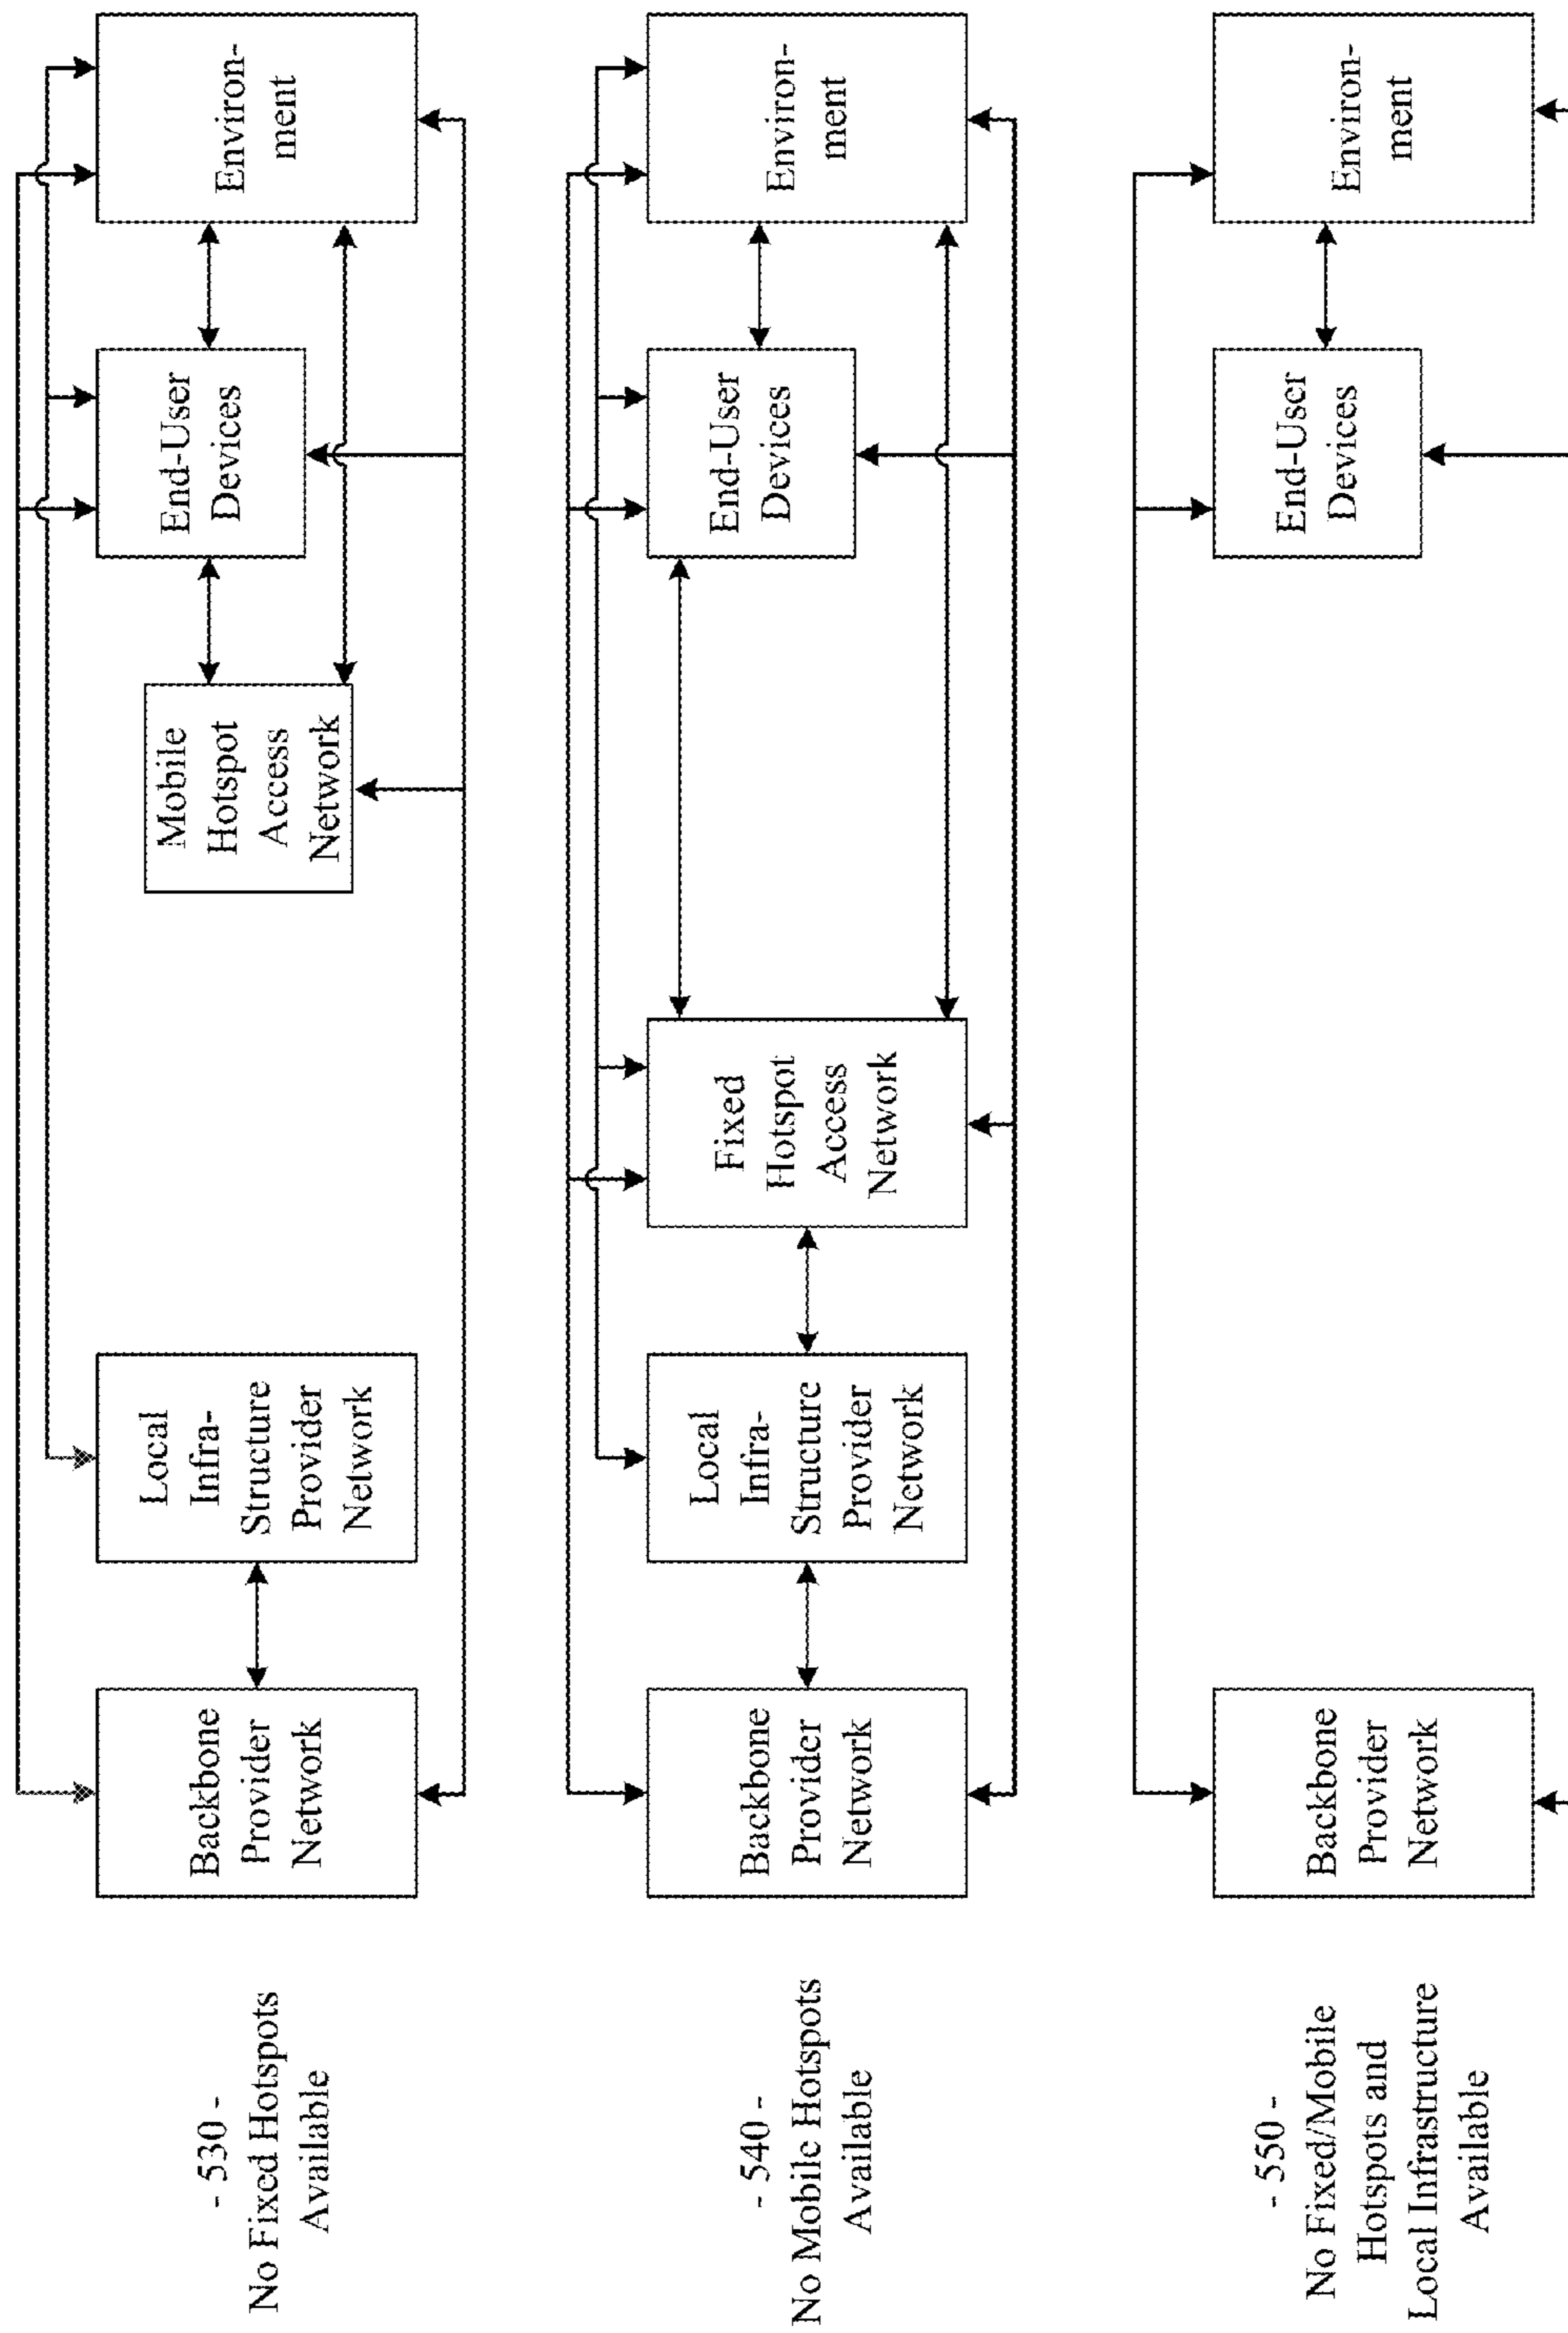 - 530 -
No Fixed Hotspots
Available
Backbone
Provider
Network
Local
Infra-
Structure
Provider
Network
Mobile
Hotspot
Access
Network
End-User
Devices
Environ-
ment
- 540 -
No Mobile Hotspots
Available
Backbone
Provider
Network
Local
Infra-
Structure
Provider
Network
Fixed
Hotspot
Access
Network
End-User
Devices
Environ-
ment
- 550 -
No Fixed/Mobile
Hotspots and
Local Infrastructure
Available
Backbone
Provider
Network
End-User
Devices
Environ-
ment